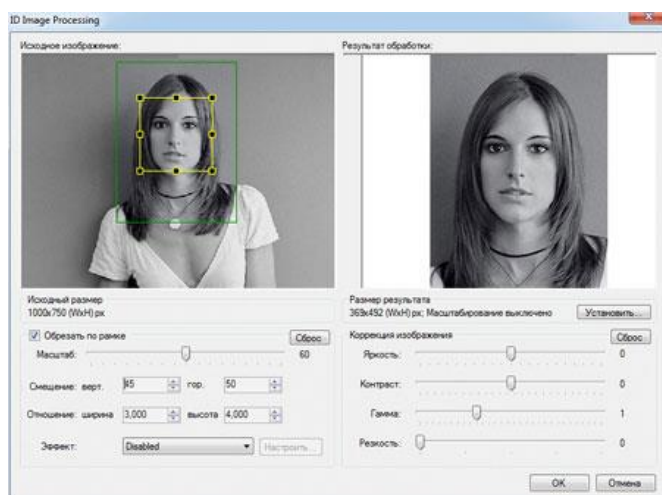 ID Image Processing
Исходное изображение:
Результат обработки:
Исходный размер
1000x750 (WxH) px
Размер результата
369x492 (WxH) px; Масштабирование выключено
Установить...
Обрезать по рамке
Сброс
Масштаб:
60
Смещение: верт.
45
гор.
50
Отношение: ширина
3,000
высота
4,000
Эффект:
Disabled
Настроить...
Коррекция изображения
Сброс
Яркость:
0
Контраст:
0
Гамма:
1
Резкость:
0
OK
Отмена